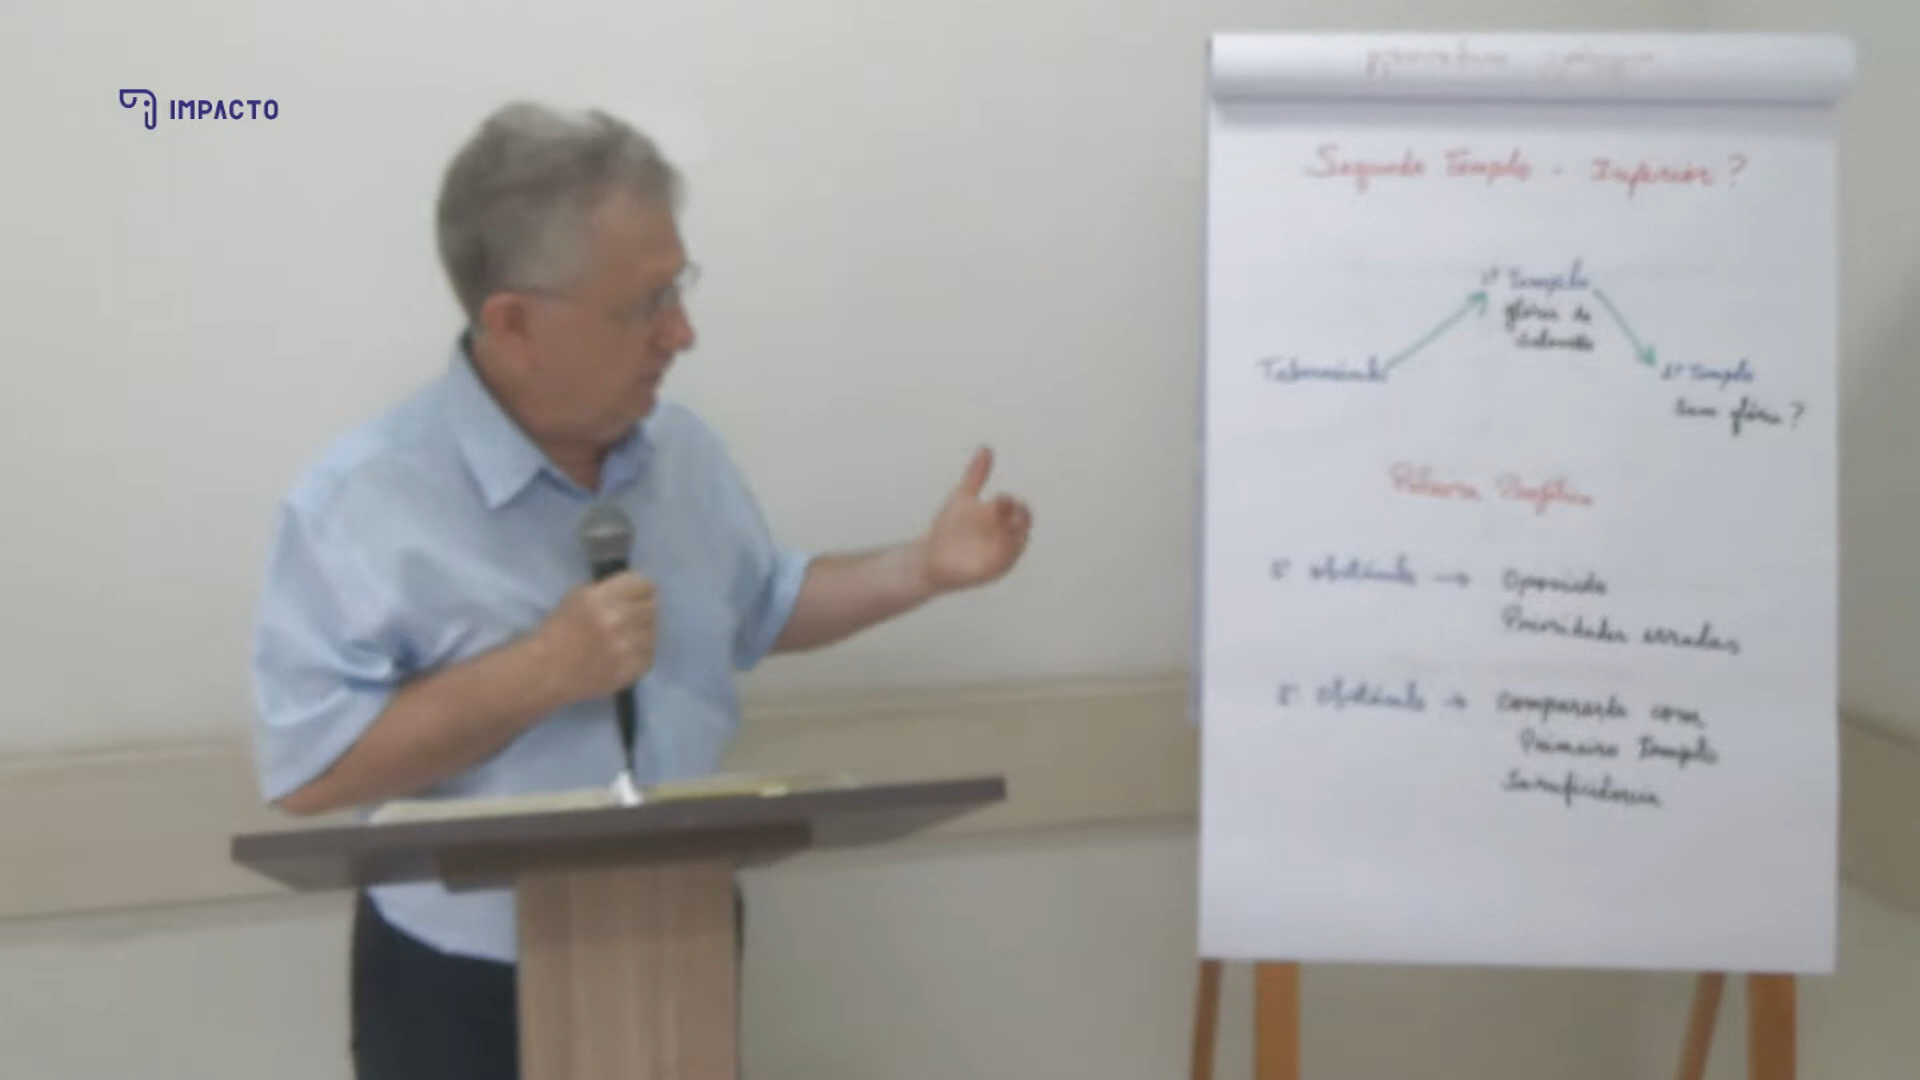 IMPACTO
Segundo Templo - Inferior?
1º Templo
glória de
Salomão
Tabernáculo
2º Templo
sem glória?
Palavra Profética
1º obstáculo → Oposição
Prioridades erradas
2º obstáculo → Comparação com
Primeiro Templo
Insuficiência